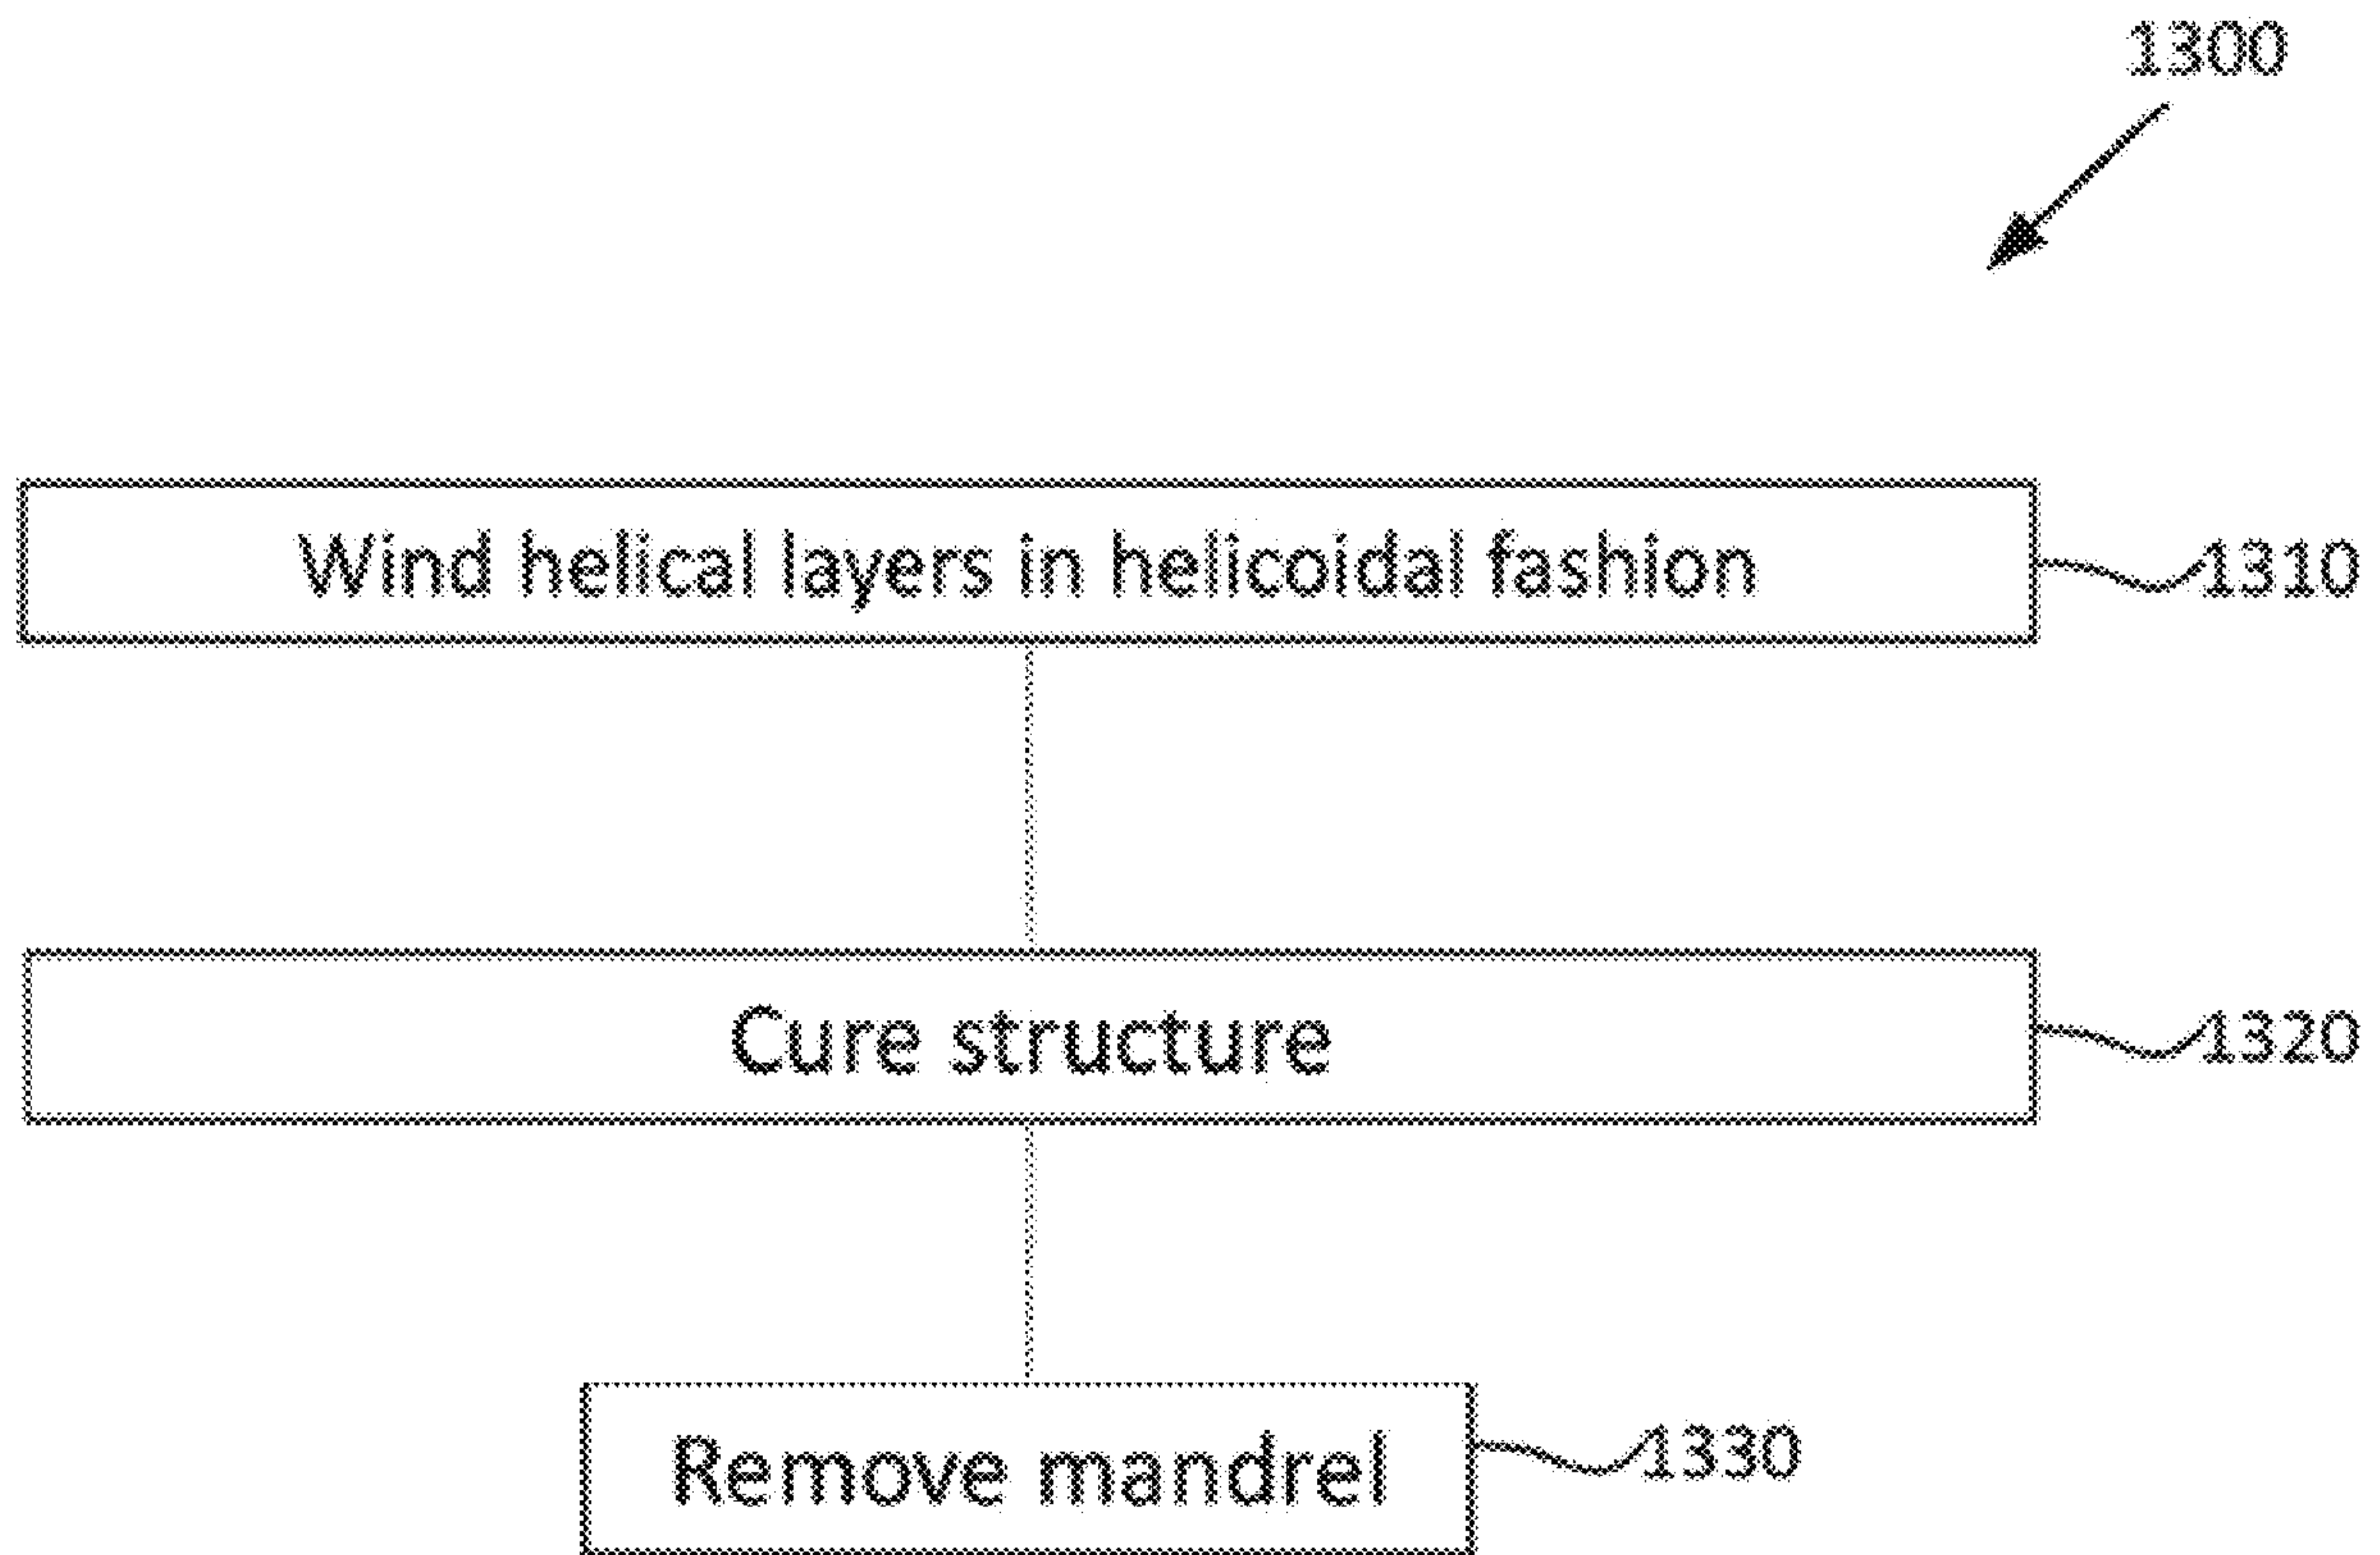 1300
Wind helical layers in helicoidal fashion
1310
Cure structure
1320
Remove mandrel
1330